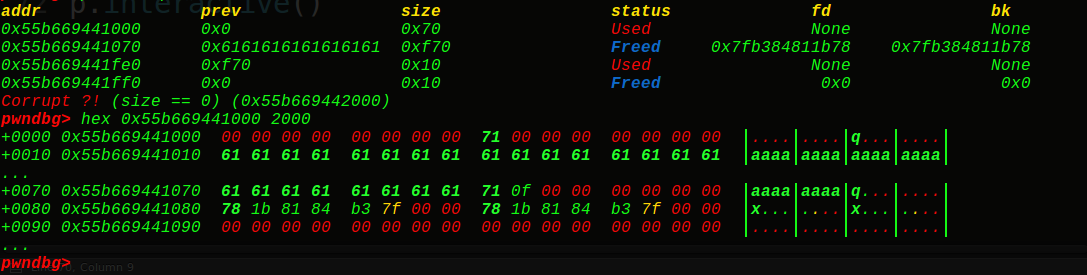 p.interactive()
addr prev size status fd bk
0x55b669441000 0x0 0x70 Used None None
0x55b669441070 0x6161616161616161 0xf70 Freed 0x7fb384811b78 0x7fb384811b78
0x55b669441fe0 0xf70 0x10 Used None None
0x55b669441ff0 0x0 0x10 Freed 0x0 0x0
Corrupt ?! (size == 0) (0x55b669442000)
pwndbg> hex 0x55b669441000 2000
+0000 0x55b669441000 00 00 00 00 00 00 00 00 71 00 00 00 00 00 00 00 |....|....|q...|....|
+0010 0x55b669441010 61 61 61 61 61 61 61 61 61 61 61 61 61 61 61 61 |aaaa|aaaa|aaaa|aaaa|
...
+0070 0x55b669441070 61 61 61 61 61 61 61 61 71 0f 00 00 00 00 00 00 |aaaa|aaaa|q...|....|
+0080 0x55b669441080 78 1b 81 84 b3 7f 00 00 78 1b 81 84 b3 7f 00 00 |x...|....|x...|....|
+0090 0x55b669441090 00 00 00 00 00 00 00 00 00 00 00 00 00 00 00 00 |....|....|....|....|
...
pwndbg>
Column 9